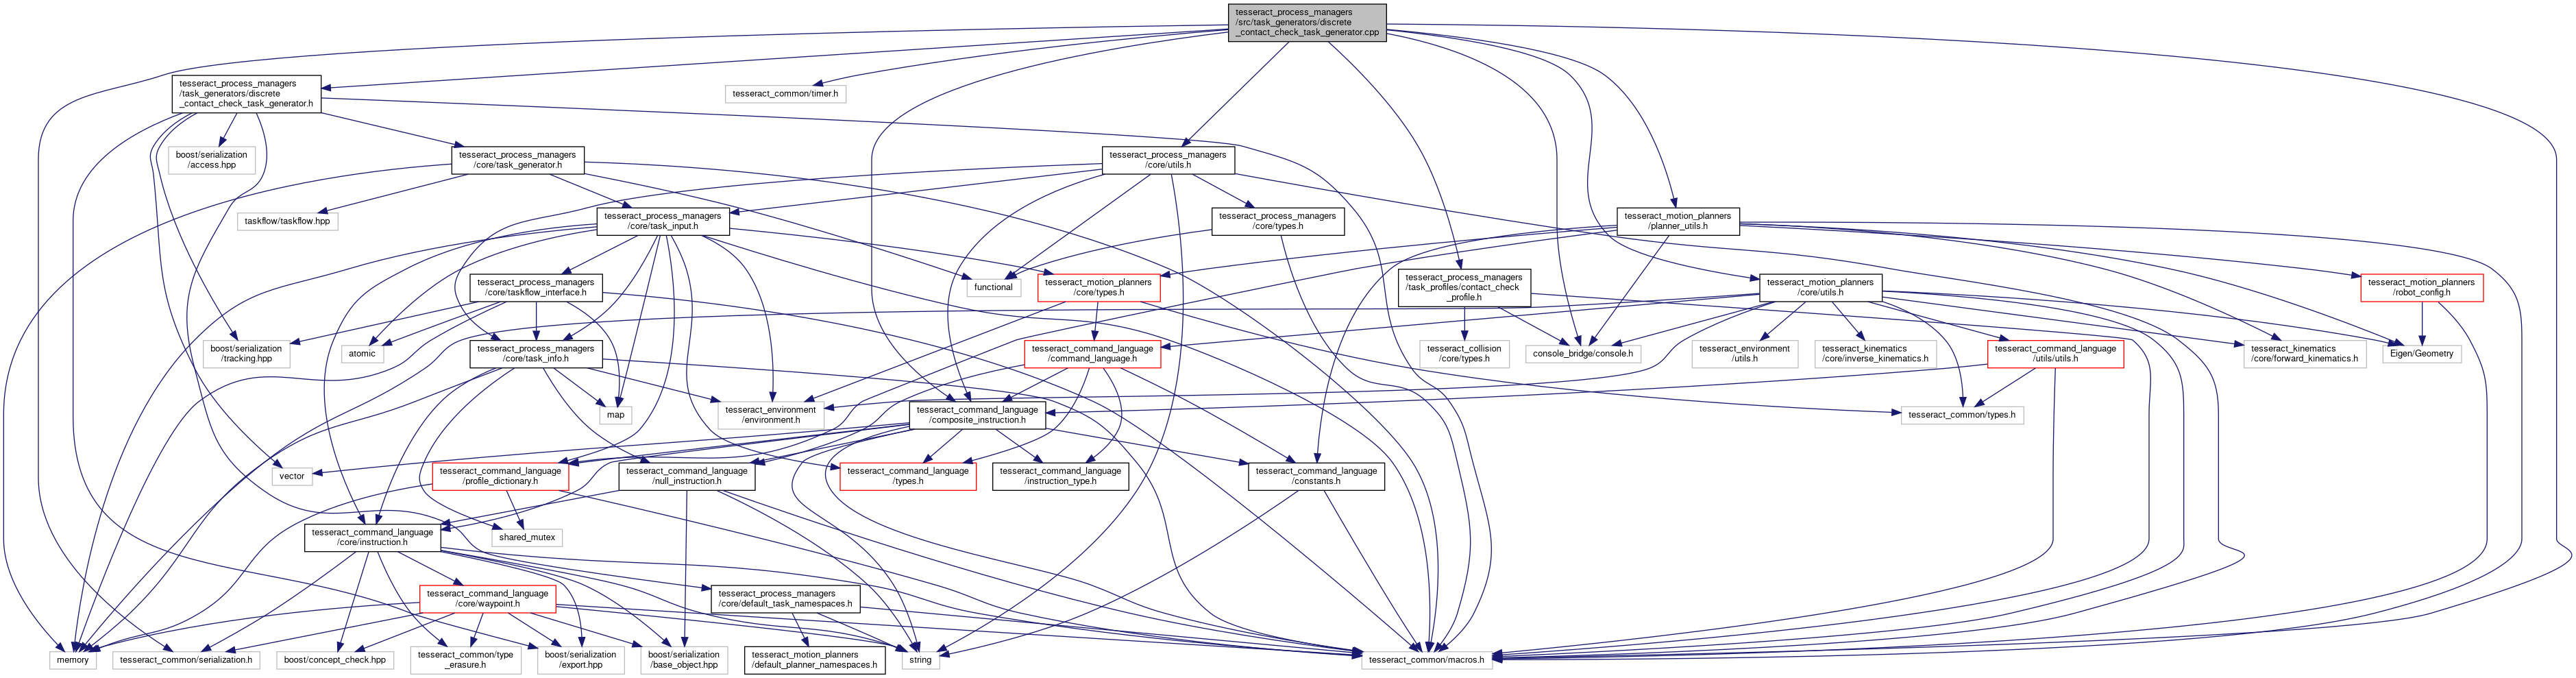 tesseract_process_managers
/src/task_generators/discrete
_contact_check_task_generator.cpp
tesseract_process_managers
/task_generators/discrete
_contact_check_task_generator.h
tesseract_common/timer.h
boost/serialization
/access.hpp
tesseract_process_managers
/core/task_generator.h
tesseract_process_managers
/core/utils.h
taskflow/taskflow.hpp
tesseract_process_managers
/core/task_input.h
tesseract_process_managers
/core/types.h
tesseract_motion_planners
/planner_utils.h
tesseract_process_managers
/core/taskflow_interface.h
functional
tesseract_motion_planners
/core/types.h
tesseract_process_managers
/task_profiles/contact_check
_profile.h
tesseract_motion_planners
/core/utils.h
tesseract_motion_planners
/robot_config.h
boost/serialization
/tracking.hpp
atomic
tesseract_process_managers
/core/task_info.h
tesseract_command_language
/command_language.h
tesseract_collision
/core/types.h
console_bridge/console.h
tesseract_environment
/utils.h
tesseract_kinematics
/core/inverse_kinematics.h
tesseract_command_language
/utils/utils.h
tesseract_kinematics
/core/forward_kinematics.h
Eigen/Geometry
map
tesseract_environment
/environment.h
tesseract_command_language
/composite_instruction.h
tesseract_common/types.h
vector
tesseract_command_language
/profile_dictionary.h
tesseract_command_language
/null_instruction.h
tesseract_command_language
/types.h
tesseract_command_language
/instruction_type.h
tesseract_command_language
/constants.h
tesseract_command_language
/core/instruction.h
shared_mutex
tesseract_command_language
/core/waypoint.h
tesseract_process_managers
/core/default_task_namespaces.h
memory
tesseract_common/serialization.h
boost/concept_check.hpp
tesseract_common/type
_erasure.h
boost/serialization
/export.hpp
boost/serialization
/base_object.hpp
tesseract_motion_planners
/default_planner_namespaces.h
string
tesseract_common/macros.h